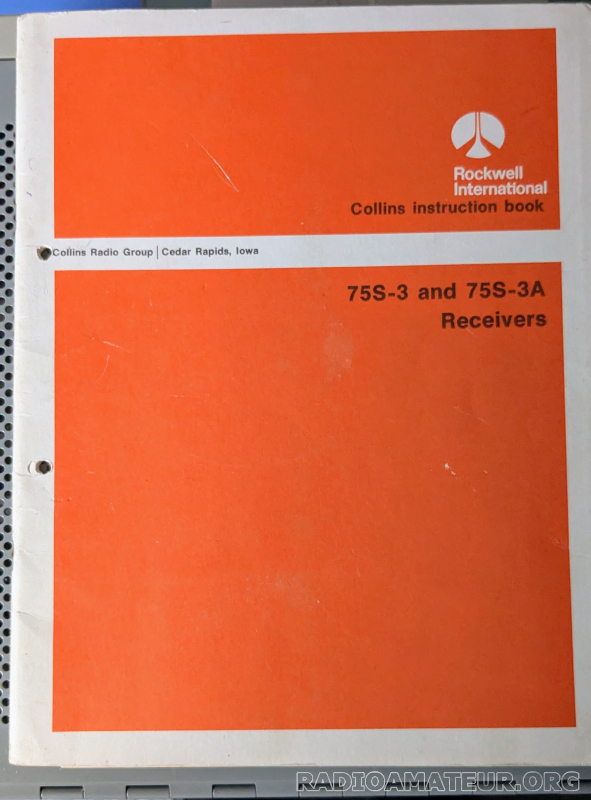 Rockwell
International
Collins instruction book
Collins Radio Group | Cedar Rapids, Iowa
75S-3 and 75S-3A
Receivers
RADIOAMATEUR.ORG